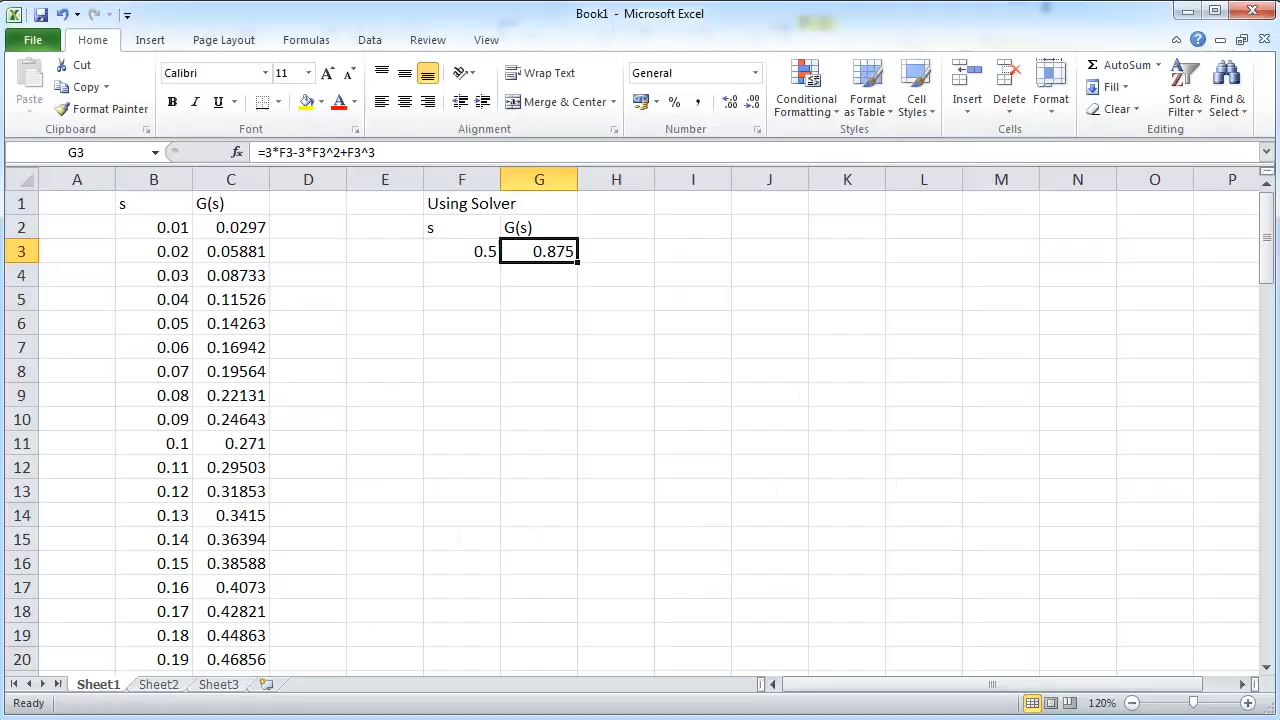 Book1 - Microsoft Excel
File Home Insert Page Layout Formulas Data Review View
Paste
Cut
Copy
Format Painter
Clipboard
Calibri 11
B I U
Font
Wrap Text
Merge & Center
Alignment
General
Number
Conditional Formatting
Format as Table
Cell Styles
Styles
Insert Delete Format
Cells
AutoSum
Fill
Clear
Sort & Filter
Find & Select
Editing
G3 fx =3*F3-3*F3^2+F3^3
A B C D E F G H I J K L M N O P
1 s G(s) Using Solver
2 0.01 0.0297 s G(s)
3 0.02 0.05881 0.5 0.875
4 0.03 0.08733
5 0.04 0.11526
6 0.05 0.14263
7 0.06 0.16942
8 0.07 0.19564
9 0.08 0.22131
10 0.09 0.24643
11 0.1 0.271
12 0.11 0.29503
13 0.12 0.31853
14 0.13 0.3415
15 0.14 0.36394
16 0.15 0.38588
17 0.16 0.4073
18 0.17 0.42821
19 0.18 0.44863
20 0.19 0.46856
Sheet1 Sheet2 Sheet3
Ready 120%